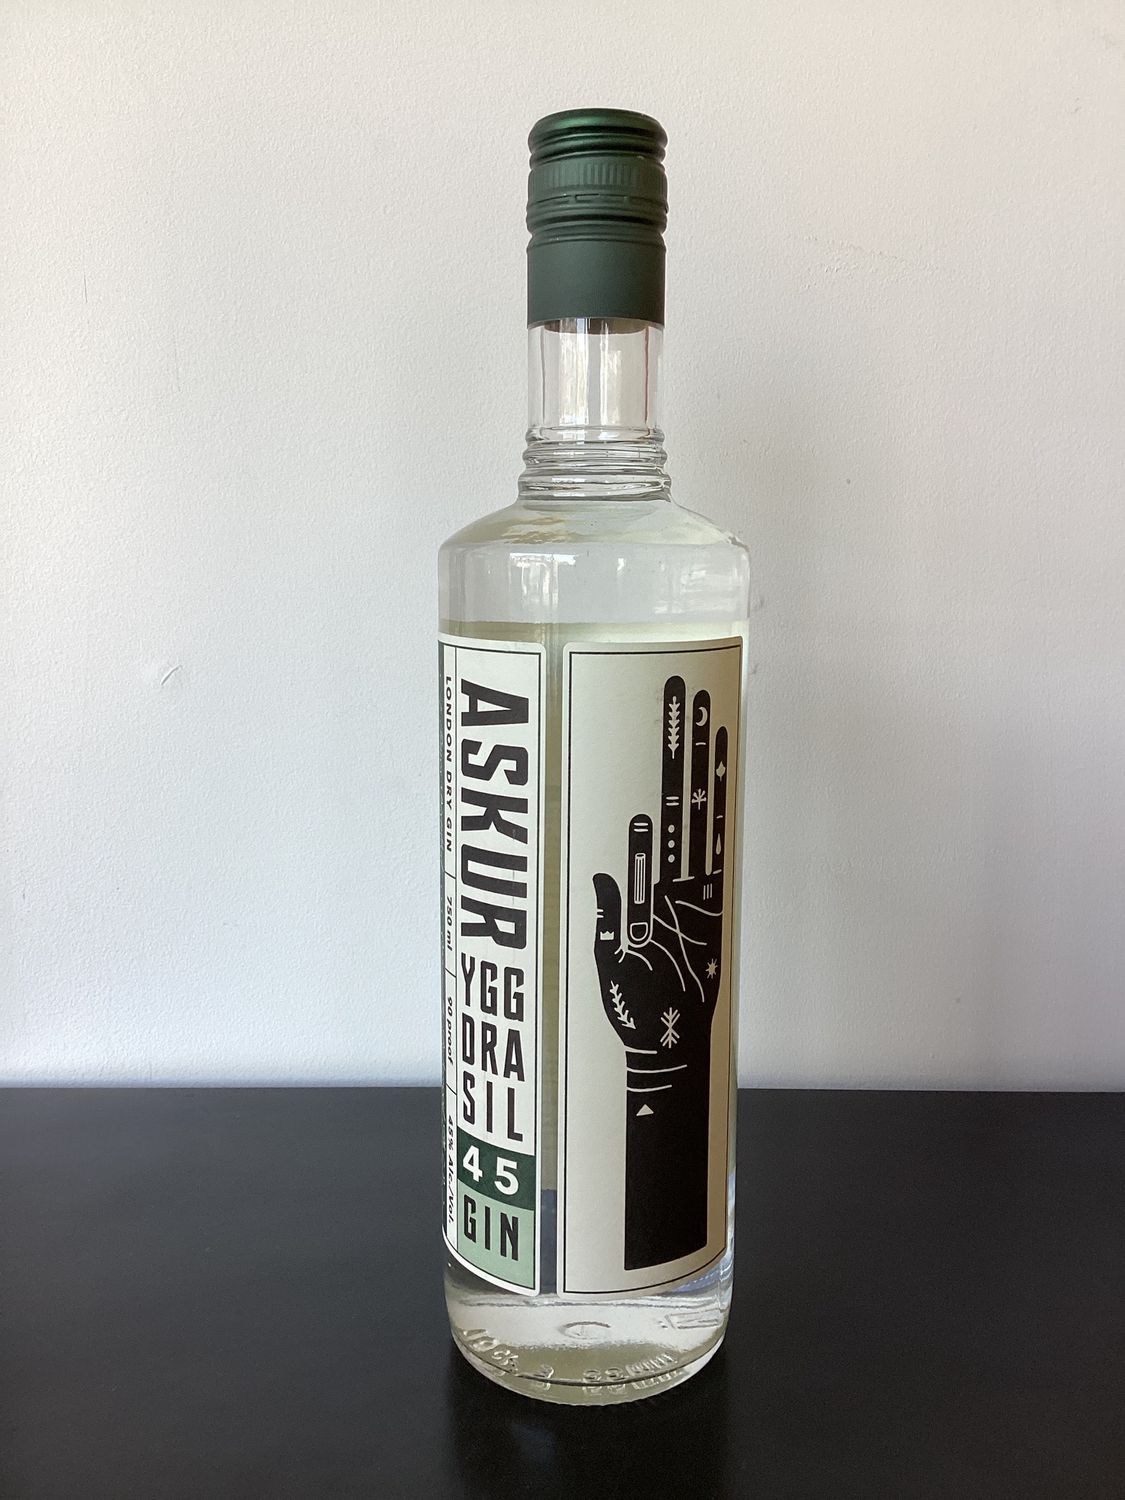 ASKUR
YGG
DRA
SIL
45
GIN
LONDON DRY GIN
750 ml
90 proof
45% Alc./Vol.